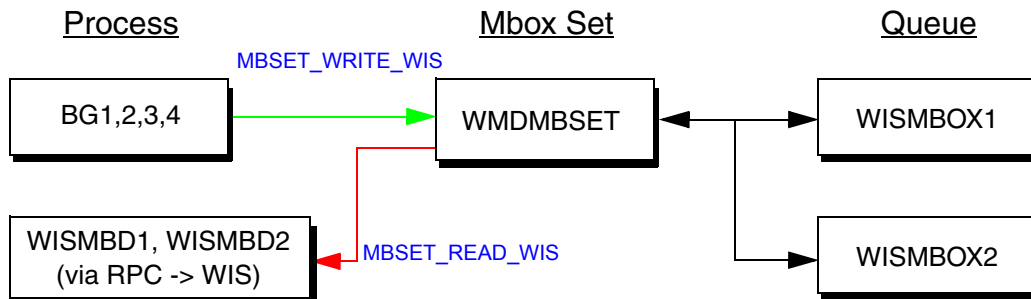 Process
Mbox Set
Queue
MBSET_WRITE_WIS
BG1,2,3,4
WMDMBSET
WISMBOX1
WISMBD1, WISMBD2
(via RPC -> WIS)
MBSET_READ_WIS
WISMBOX2